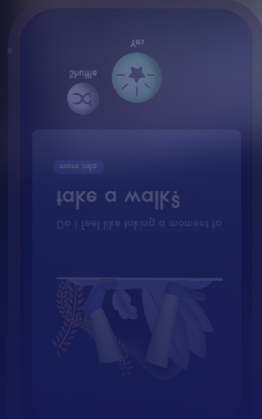 Do I feel like taking a moment to
take a walk?
more info
Shuffle
Yes